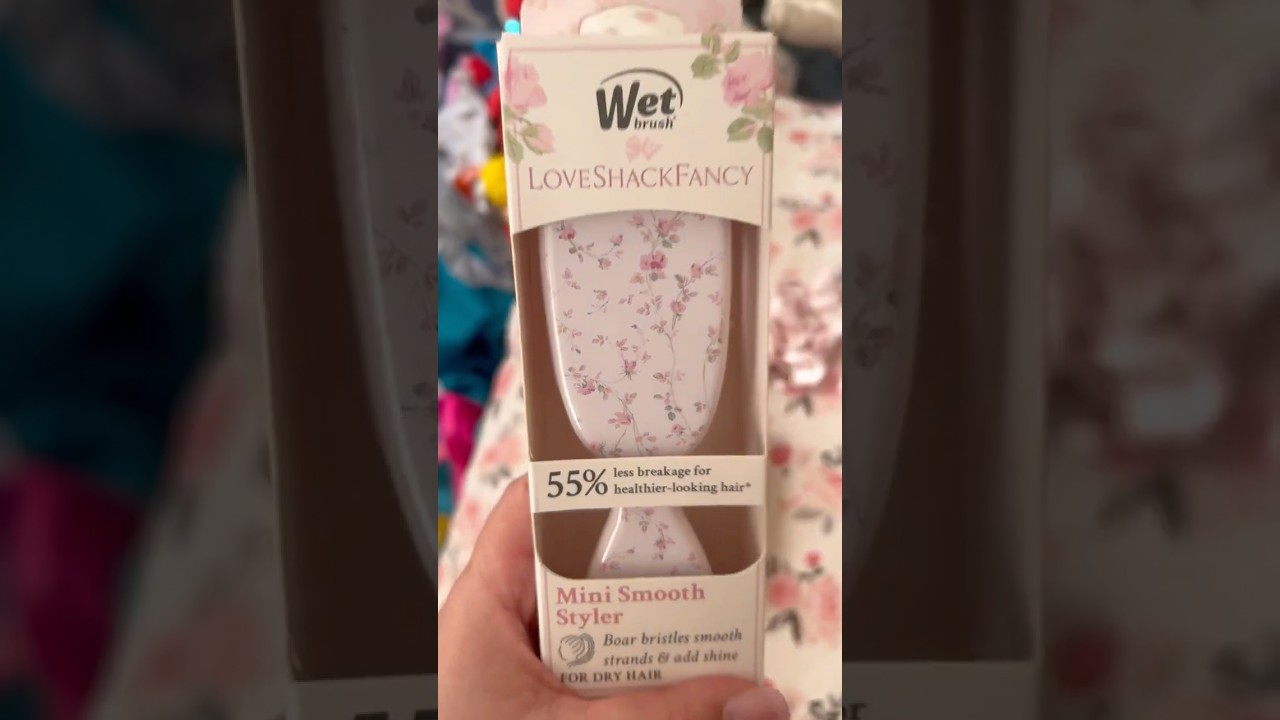 Wet
brush®
LOVESHACKFANCY
55% less breakage for
healthier-looking hair*
Mini Smooth
Styler
Boar bristles smooth
strands & add shine
FOR DRY HAIR